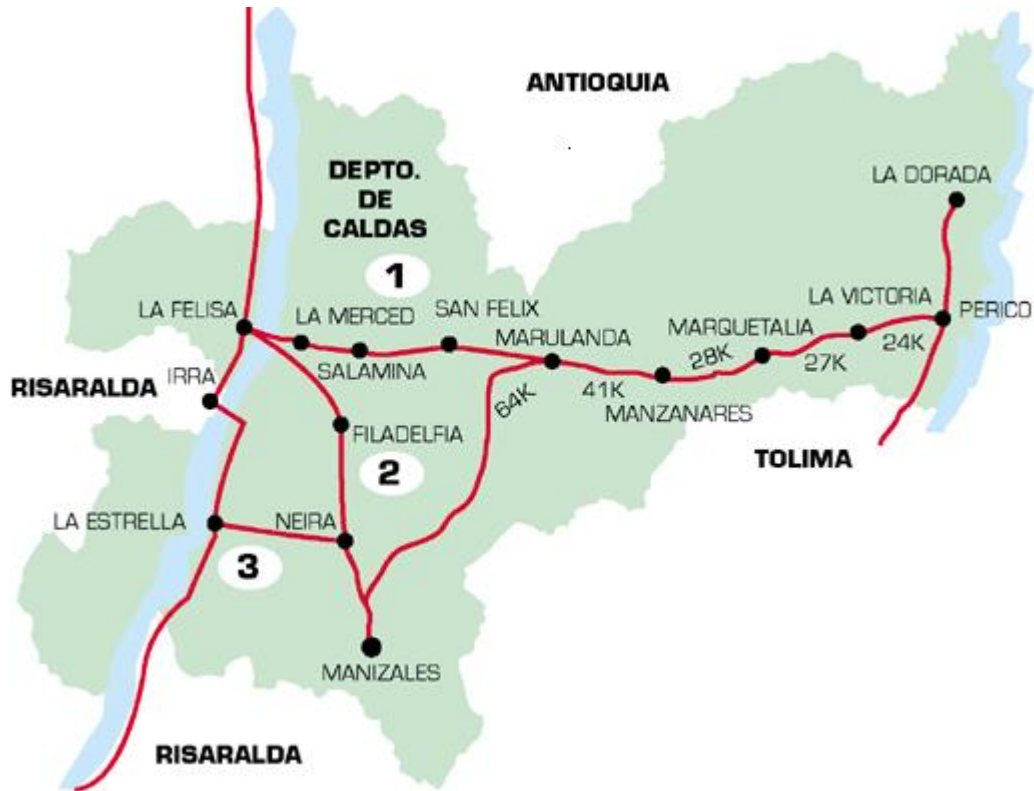 ANTIOQUIA
DEPTO.
DE
CALDAS
1
LA DORADA
LA FELISA
LA MERCED
SAN FELIX
SALAMINA
MARULANDA
MARQUETALIA
LA VICTORIA
PERICO
24K
27K
28K
41K
64K
MANZANARES
IRRA
RISARALDA
FILADELFIA
2
TOLIMA
LA ESTRELLA
NEIRA
3
MANIZALES
RISARALDA